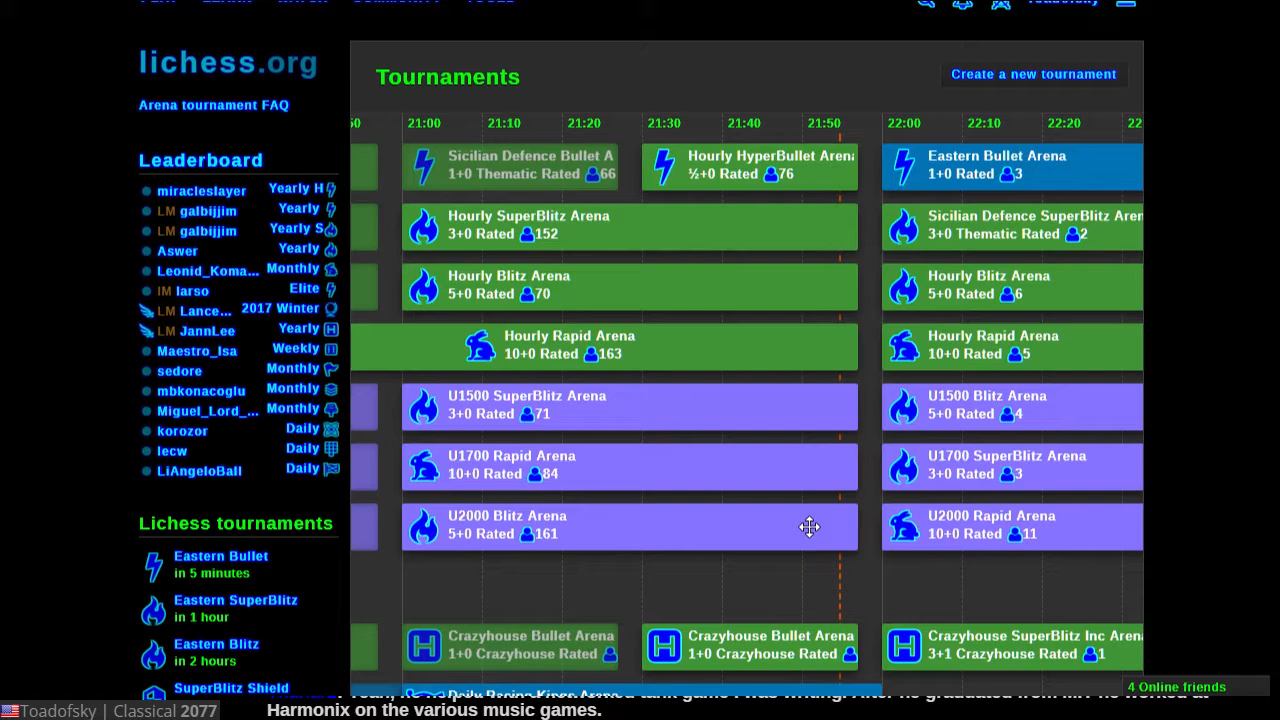 lichess.org
Arena tournament FAQ
Leaderboard
miracleslayer Yearly H
LM galbijjim Yearly
LM galbijjim Yearly S
Aswer Yearly
Leonid_Koma... Monthly
IM larso Elite
LM Lance... 2017 Winter
LM JannLee Yearly
Maestro_Isa Weekly
sedore Monthly
mbkonacoglu Monthly
Miguel_Lord_... Monthly
korozor Daily
lecw Daily
LiAngeloBall Daily
Lichess tournaments
Eastern Bullet
in 5 minutes
Eastern SuperBlitz
in 1 hour
Eastern Blitz
in 2 hours
SuperBlitz Shield
Tournaments
Create a new tournament
50 21:00 21:10 21:20 21:30 21:40 21:50 22:00 22:10 22:20 22
Sicilian Defence Bullet A
1+0 Thematic Rated 66
Hourly HyperBullet Arena
½+0 Rated 76
Eastern Bullet Arena
1+0 Rated 3
Hourly SuperBlitz Arena
3+0 Rated 152
Sicilian Defence SuperBlitz Aren
3+0 Thematic Rated 2
Hourly Blitz Arena
5+0 Rated 70
Hourly Blitz Arena
5+0 Rated 6
Hourly Rapid Arena
10+0 Rated 163
Hourly Rapid Arena
10+0 Rated 5
U1500 SuperBlitz Arena
3+0 Rated 71
U1500 Blitz Arena
5+0 Rated 4
U1700 Rapid Arena
10+0 Rated 84
U1700 SuperBlitz Arena
3+0 Rated 3
U2000 Blitz Arena
5+0 Rated 161
U2000 Rapid Arena
10+0 Rated 11
Crazyhouse Bullet Arena
1+0 Crazyhouse Rated
Crazyhouse Bullet Arena
1+0 Crazyhouse Rated
Crazyhouse SuperBlitz Inc Aren
3+1 Crazyhouse Rated 1
Daily Racing Kings Arena
4 Online friends
Toadofsky | Classical 2077
Harmonix on the various music games.